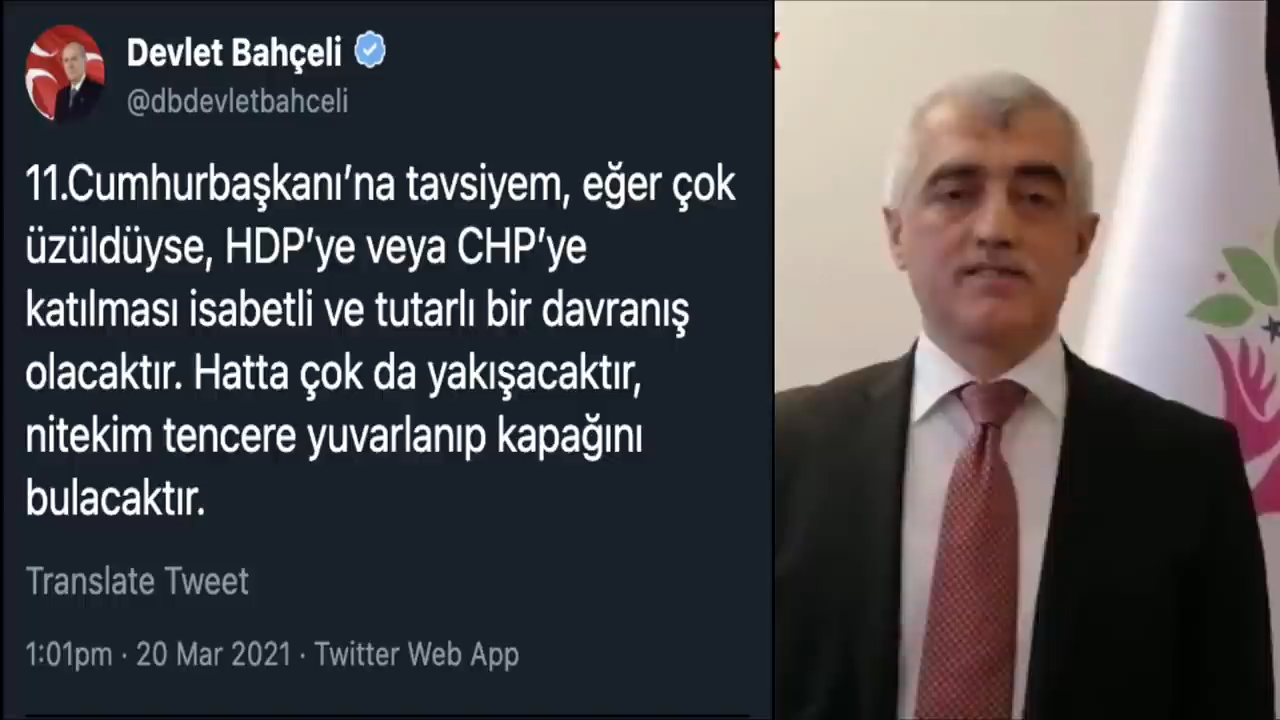 Devlet Bahçeli
@dbdevletbahceli
11.Cumhurbaşkanı’na tavsiyem, eğer çok
üzüldüyse, HDP’ye veya CHP’ye
katılması isabetli ve tutarlı bir davranış
olacaktır. Hatta çok da yakışacaktır,
nitekim tencere yuvarlanıp kapağını
bulacaktır.
Translate Tweet
1:01pm · 20 Mar 2021 · Twitter Web App